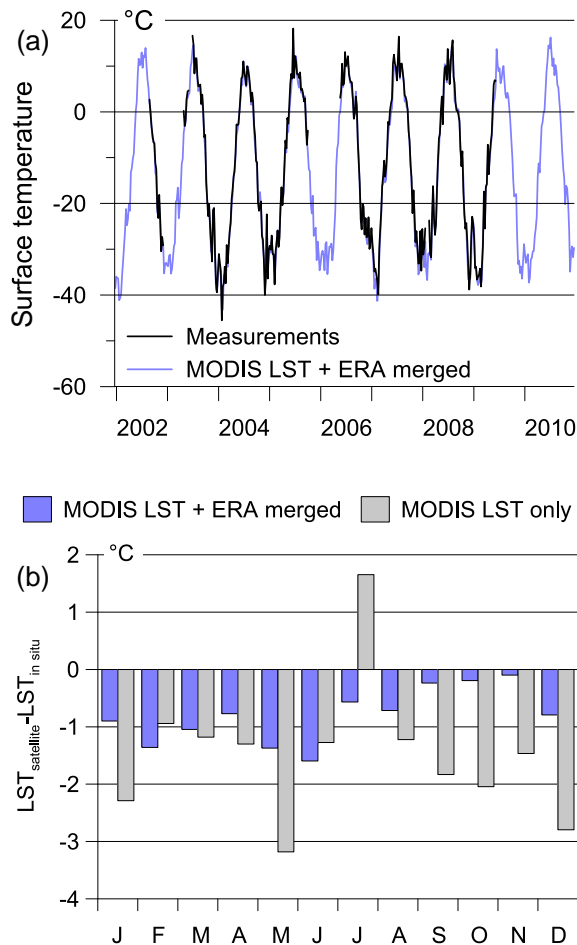 (a)
°C
Surface temperature
20
0
-20
-40
-60
Measurements
MODIS LST + ERA merged
2002 2004 2006 2008 2010
MODIS LST + ERA merged MODIS LST only
(b)
°C
LSTsatellite-LSTin situ
2
1
0
-1
-2
-3
-4
J F M A M J J A S O N D